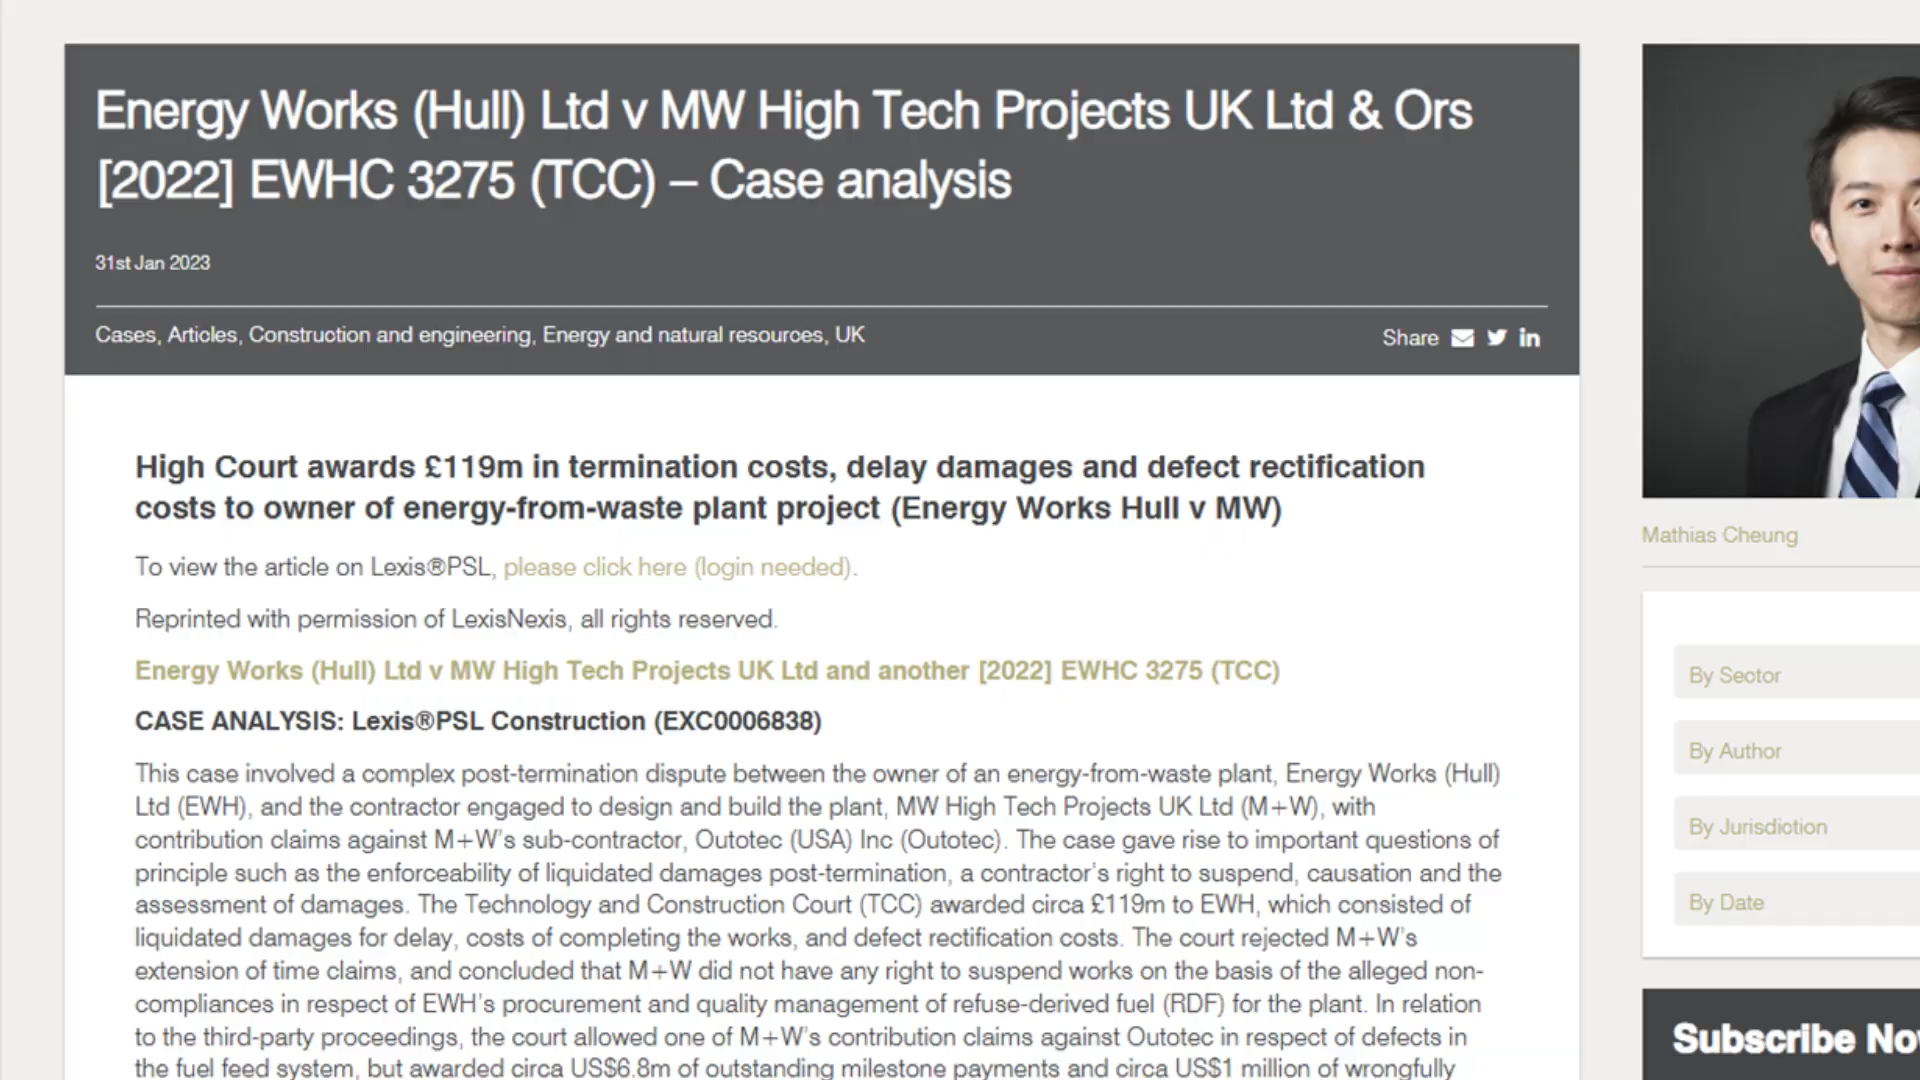 Energy Works (Hull) Ltd v MW High Tech Projects UK Ltd & Ors
[2022] EWHC 3275 (TCC) – Case analysis
31st Jan 2023
Cases, Articles, Construction and engineering, Energy and natural resources, UK
Share
High Court awards £119m in termination costs, delay damages and defect rectification
costs to owner of energy-from-waste plant project (Energy Works Hull v MW)
To view the article on Lexis®PSL, please click here (login needed).
Reprinted with permission of LexisNexis, all rights reserved.
Energy Works (Hull) Ltd v MW High Tech Projects UK Ltd and another [2022] EWHC 3275 (TCC)
CASE ANALYSIS: Lexis®PSL Construction (EXC0006838)
This case involved a complex post-termination dispute between the owner of an energy-from-waste plant, Energy Works (Hull)
Ltd (EWH), and the contractor engaged to design and build the plant, MW High Tech Projects UK Ltd (M+W), with
contribution claims against M+W's sub-contractor, Outotec (USA) Inc (Outotec). The case gave rise to important questions of
principle such as the enforceability of liquidated damages post-termination, a contractor's right to suspend, causation and the
assessment of damages. The Technology and Construction Court (TCC) awarded circa £119m to EWH, which consisted of
liquidated damages for delay, costs of completing the works, and defect rectification costs. The court rejected M+W's
extension of time claims, and concluded that M+W did not have any right to suspend works on the basis of the alleged non-
compliances in respect of EWH's procurement and quality management of refuse-derived fuel (RDF) for the plant. In relation
to the third-party proceedings, the court allowed one of M+W's contribution claims against Outotec in respect of defects in
the fuel feed system, but awarded circa US$6.8m of outstanding milestone payments and circa US$1 million of wrongfully
Mathias Cheung
By Sector
By Author
By Jurisdiction
By Date
Subscribe No